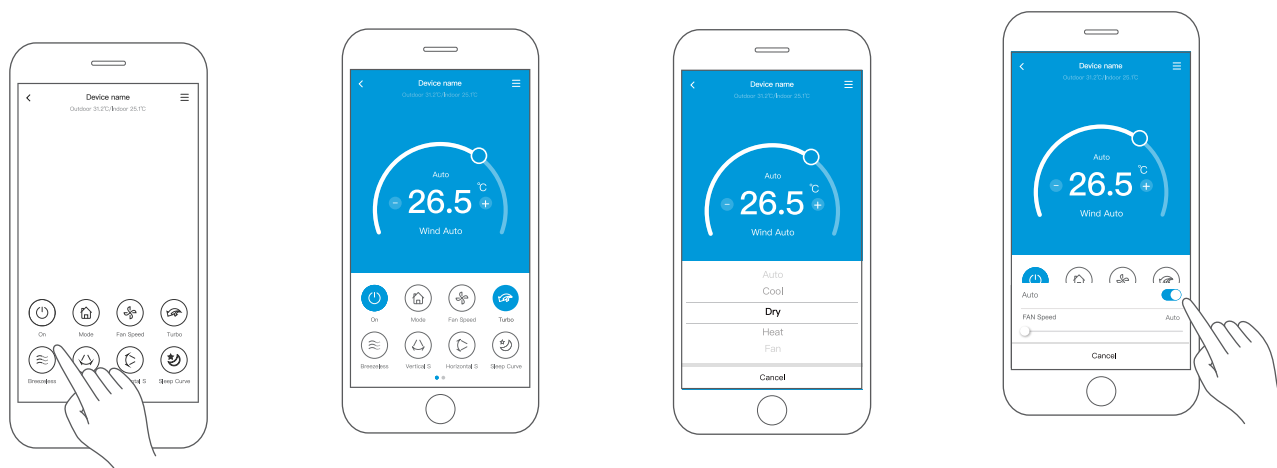 Device name
Outdoor 31.2℃/Indoor 25.1℃
On Mode Fan Speed Turbo
Breezeless tal S Sleep Curve
Device name
Outdoor 31.2℃/Indoor 25.1℃
Auto
26.5 ℃
Wind Auto
On Mode Fan Speed Turbo
Breezeless Vertical S Horizontal S Sleep Curve
Device name
Outdoor 31.2℃/Indoor 25.1℃
Auto
26.5 ℃
Wind Auto
Auto
Cool
Dry
Heat
Fan
Cancel
Device name
Outdoor 31.2℃/Indoor 25.1℃
Auto
26.5 ℃
Wind Auto
Auto
FAN Speed Auto
Cancel